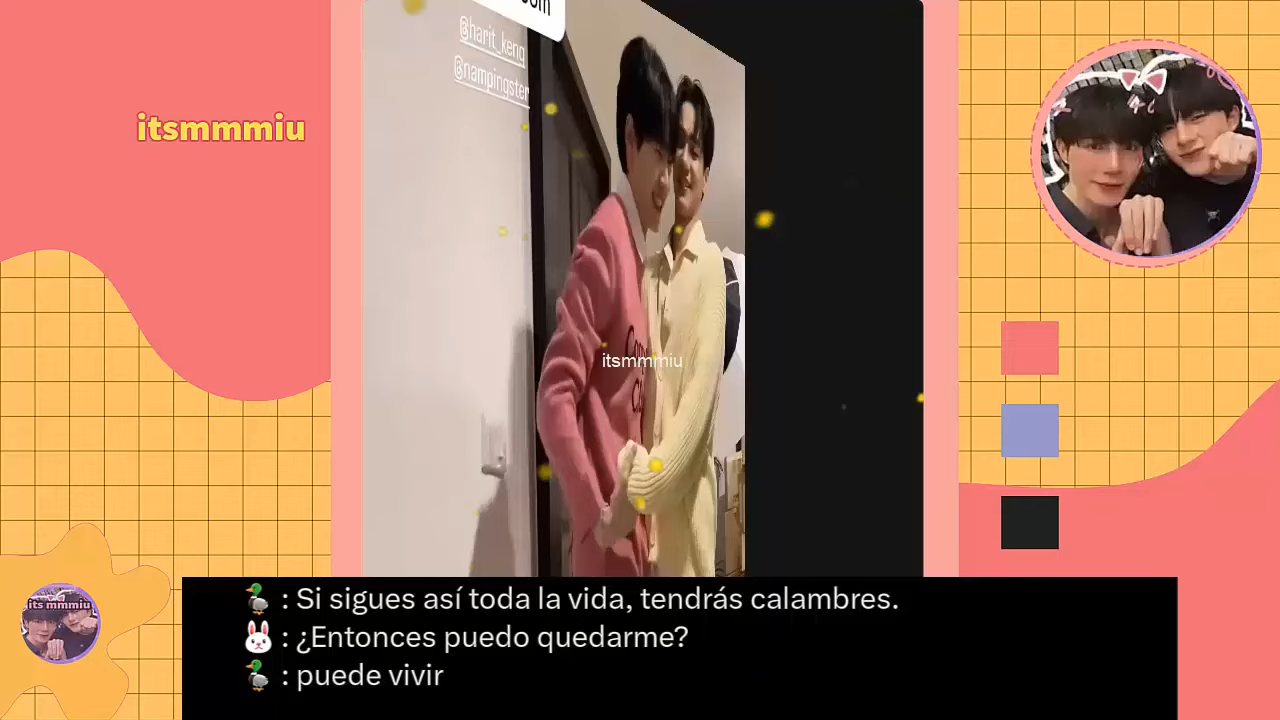 @harit_keng
@nampingster
itsmmmiu
itsmmmiu
its mmmiu
🦆 : Si sigues así toda la vida, tendrás calambres.
🐰 : ¿Entonces puedo quedarme?
🦆 : puede vivir